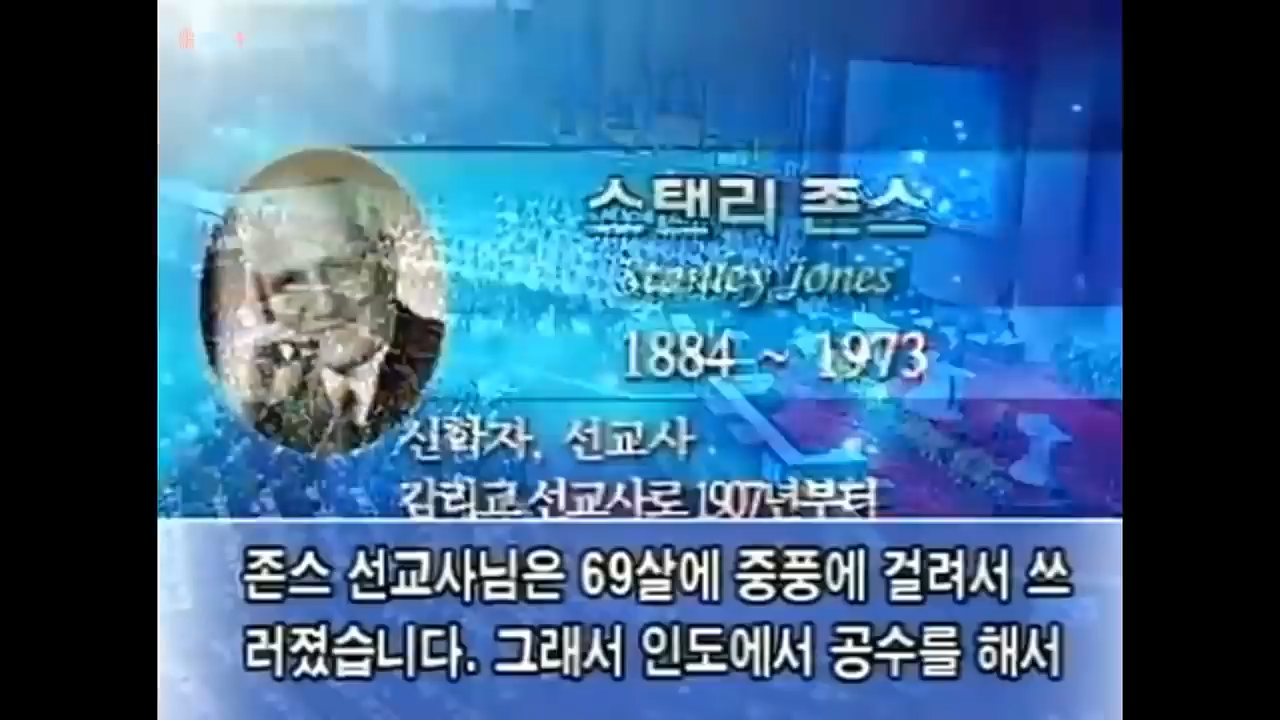 스탠리 존스
Stanley Jones
1884 ~ 1973
신학자, 선교사
감리교 선교사로 1907년부터
존스 선교사님은 69살에 중풍에 걸려서 쓰
러졌습니다. 그래서 인도에서 공수를 해서